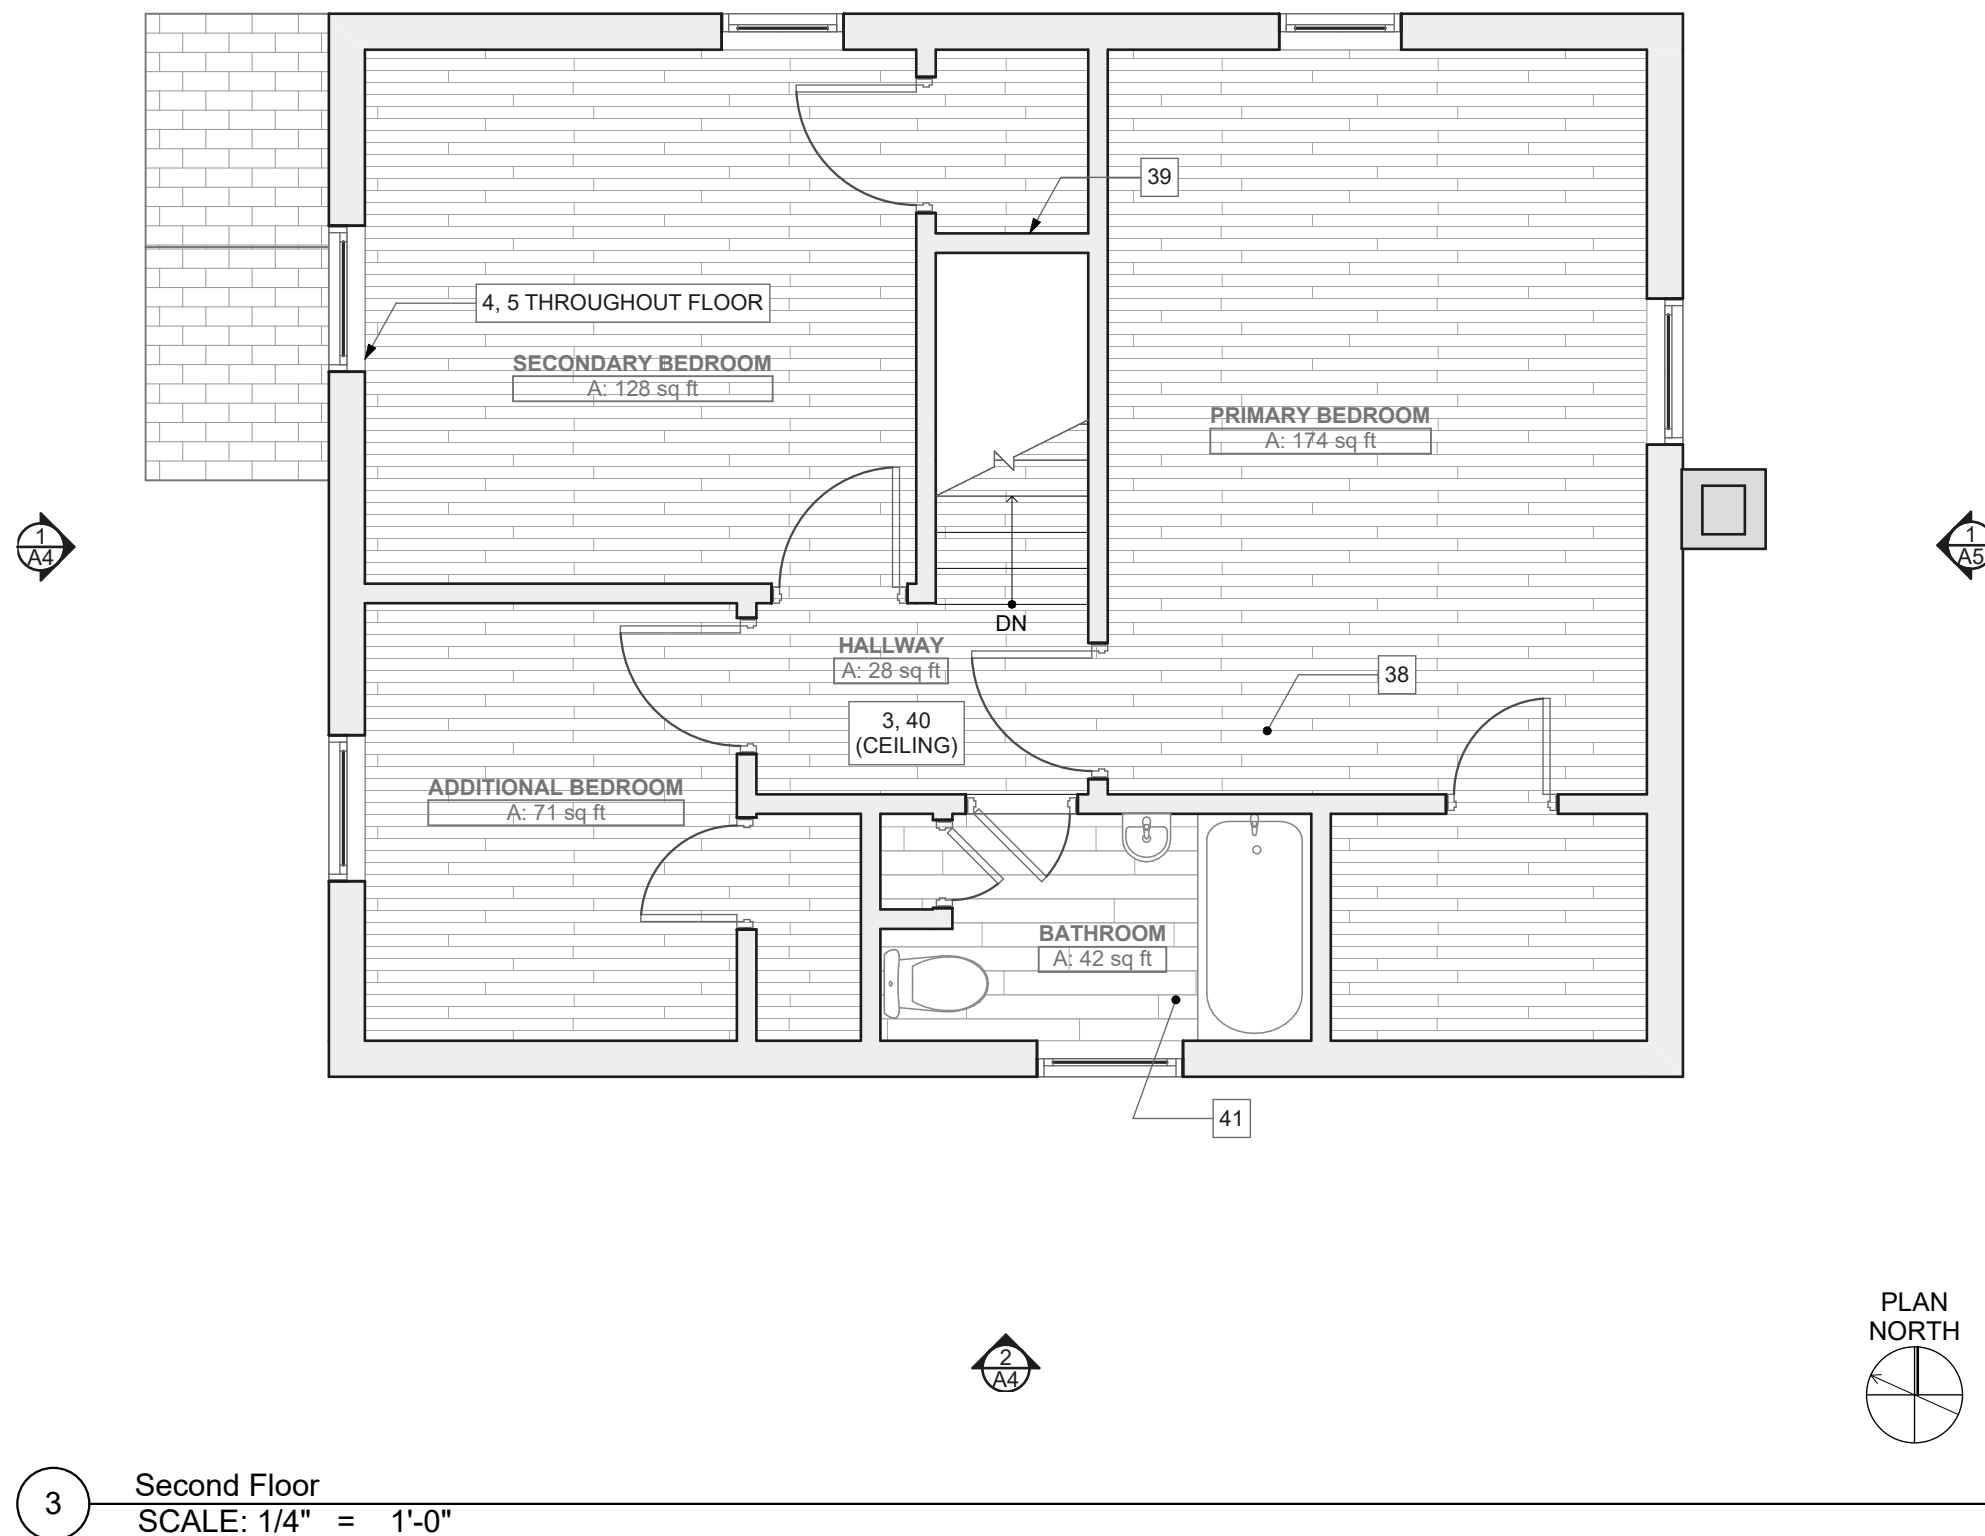 39
4, 5 THROUGHOUT FLOOR
SECONDARY BEDROOM
A: 128 sq ft
PRIMARY BEDROOM
A: 174 sq ft
1
A4
1
A5
DN
HALLWAY
A: 28 sq ft
38
3, 40
(CEILING)
ADDITIONAL BEDROOM
A: 71 sq ft
BATHROOM
A: 42 sq ft
41
PLAN
NORTH
2
A4
3
Second Floor
SCALE: 1/4" = 1'-0"